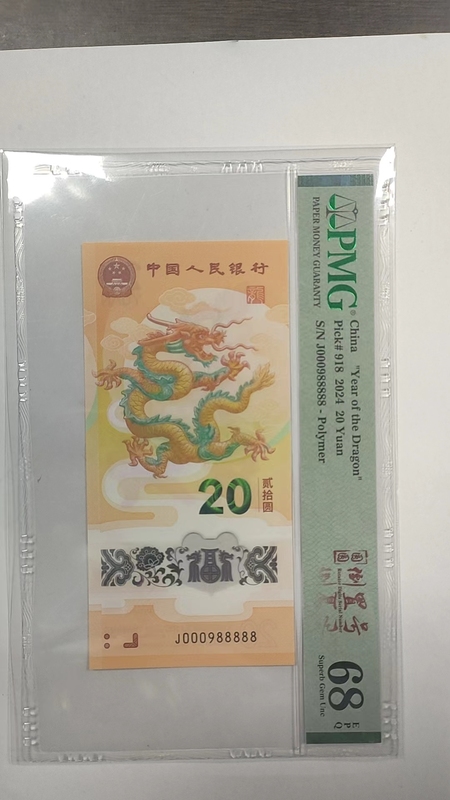 中国人民银行
20
贰拾圆
J000988888
PMG
PAPER MONEY GUARANTY
China "Year of the Dragon"
Pick# 918 2024 20 Yuan
S/N J000988888 - Polymer
68
EPQ
Superb Gem Unc